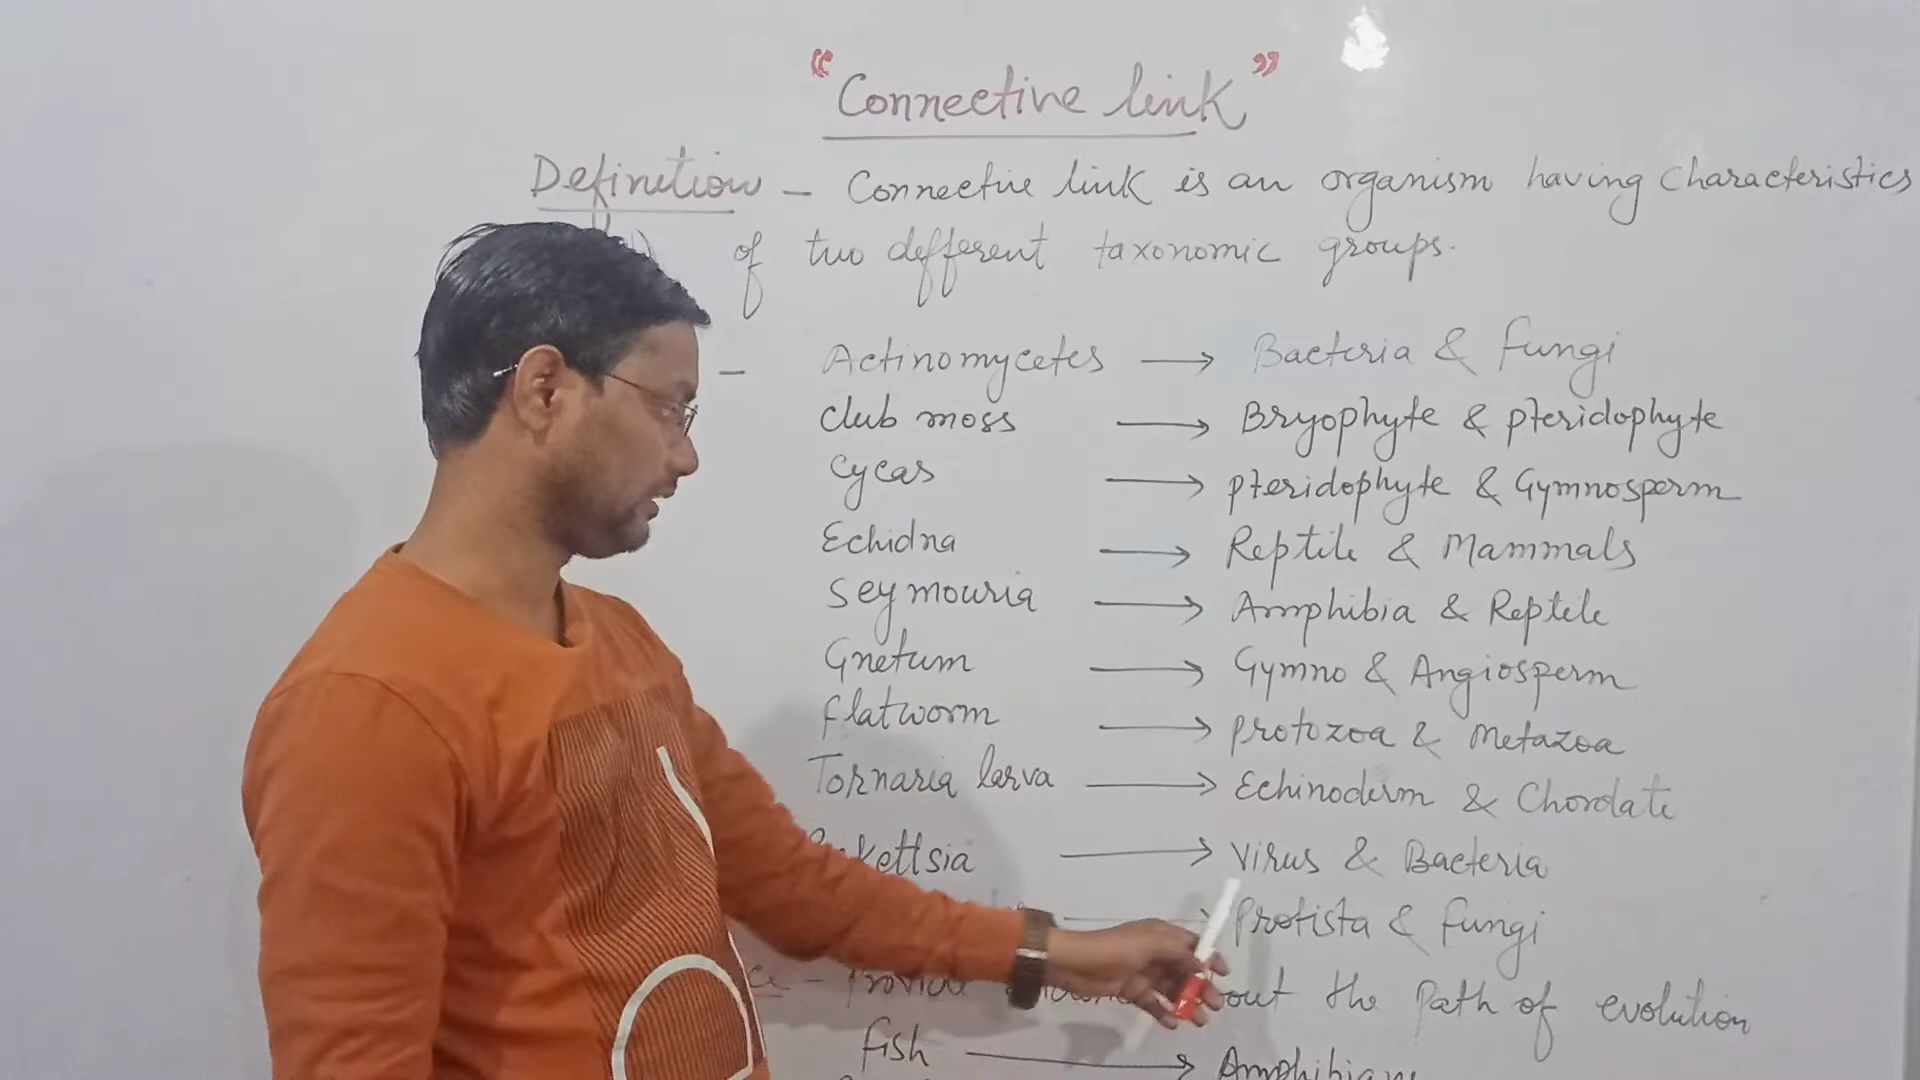 "Connective link"
Definition - Connective link is an organism having characteristics
of two different taxonomic groups.
- Actinomycetes → Bacteria & Fungi
Club moss → Bryophyte & pteridophyte
Cycas → pteridophyte & Gymnosperm
Echidna → Reptile & Mammals
Seymouria → Amphibia & Reptile
Gnetum → Gymno & Angiosperm
flatworm → protozoa & Metazoa
Tornaria larva → Echinoderm & Chordate
→ Virus & Bacteria
→ Protista & fungi
- Provide the Path of evolution
fish → Amphibians